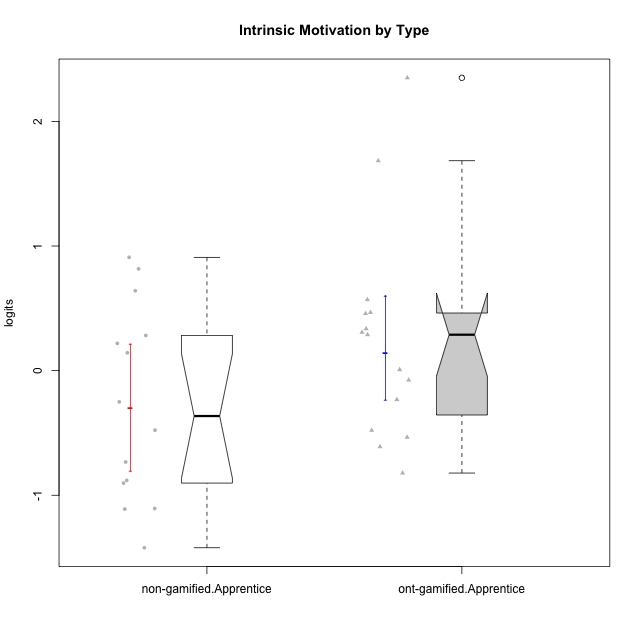 Intrinsic Motivation by Type
2
1
0
-1
logits
non-gamified.Apprentice
ont-gamified.Apprentice